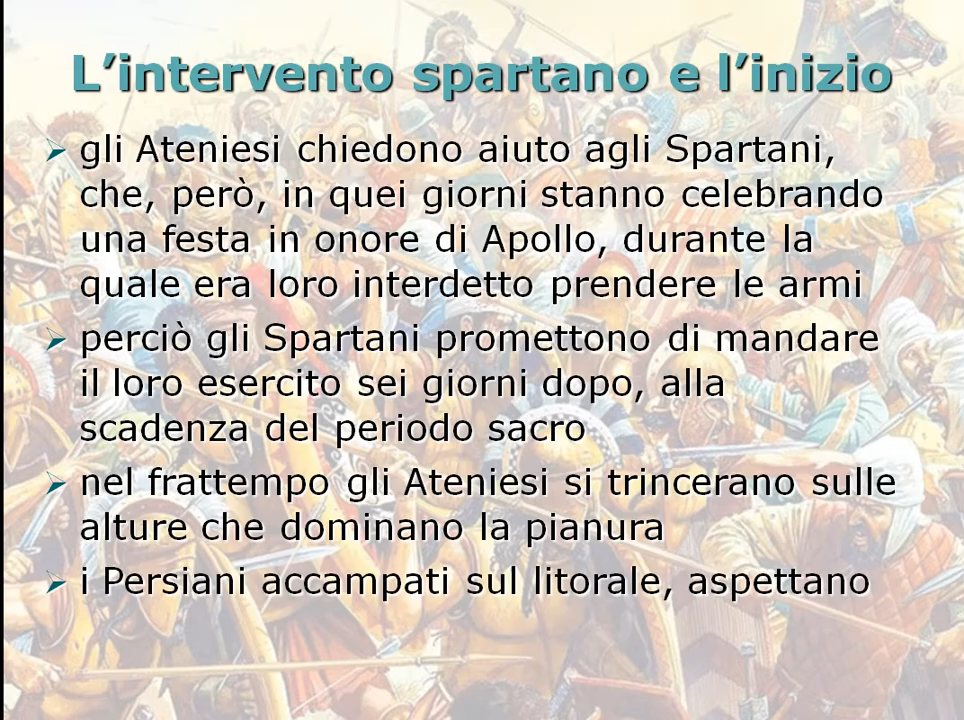 L’intervento spartano e l’inizio
gli Ateniesi chiedono aiuto agli Spartani,
che, però, in quei giorni stanno celebrando
una festa in onore di Apollo, durante la
quale era loro interdetto prendere le armi
perciò gli Spartani promettono di mandare
il loro esercito sei giorni dopo, alla
scadenza del periodo sacro
nel frattempo gli Ateniesi si trincerano sulle
alture che dominano la pianura
i Persiani accampati sul litorale, aspettano